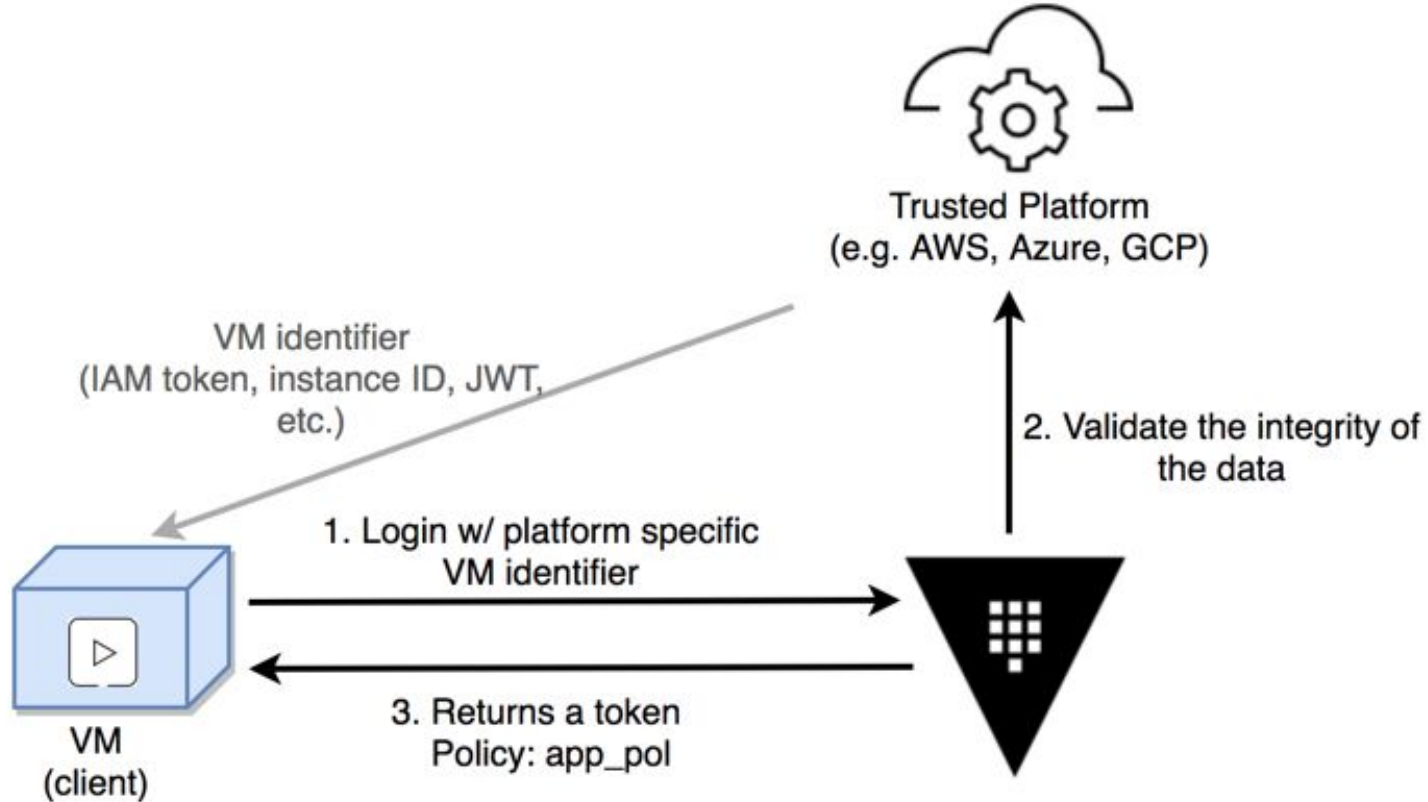 Trusted Platform
(e.g. AWS, Azure, GCP)
VM identifier
(IAM token, instance ID, JWT,
etc.)
2. Validate the integrity of
the data
1. Login w/ platform specific
VM identifier
3. Returns a token
Policy: app_pol
VM
(client)